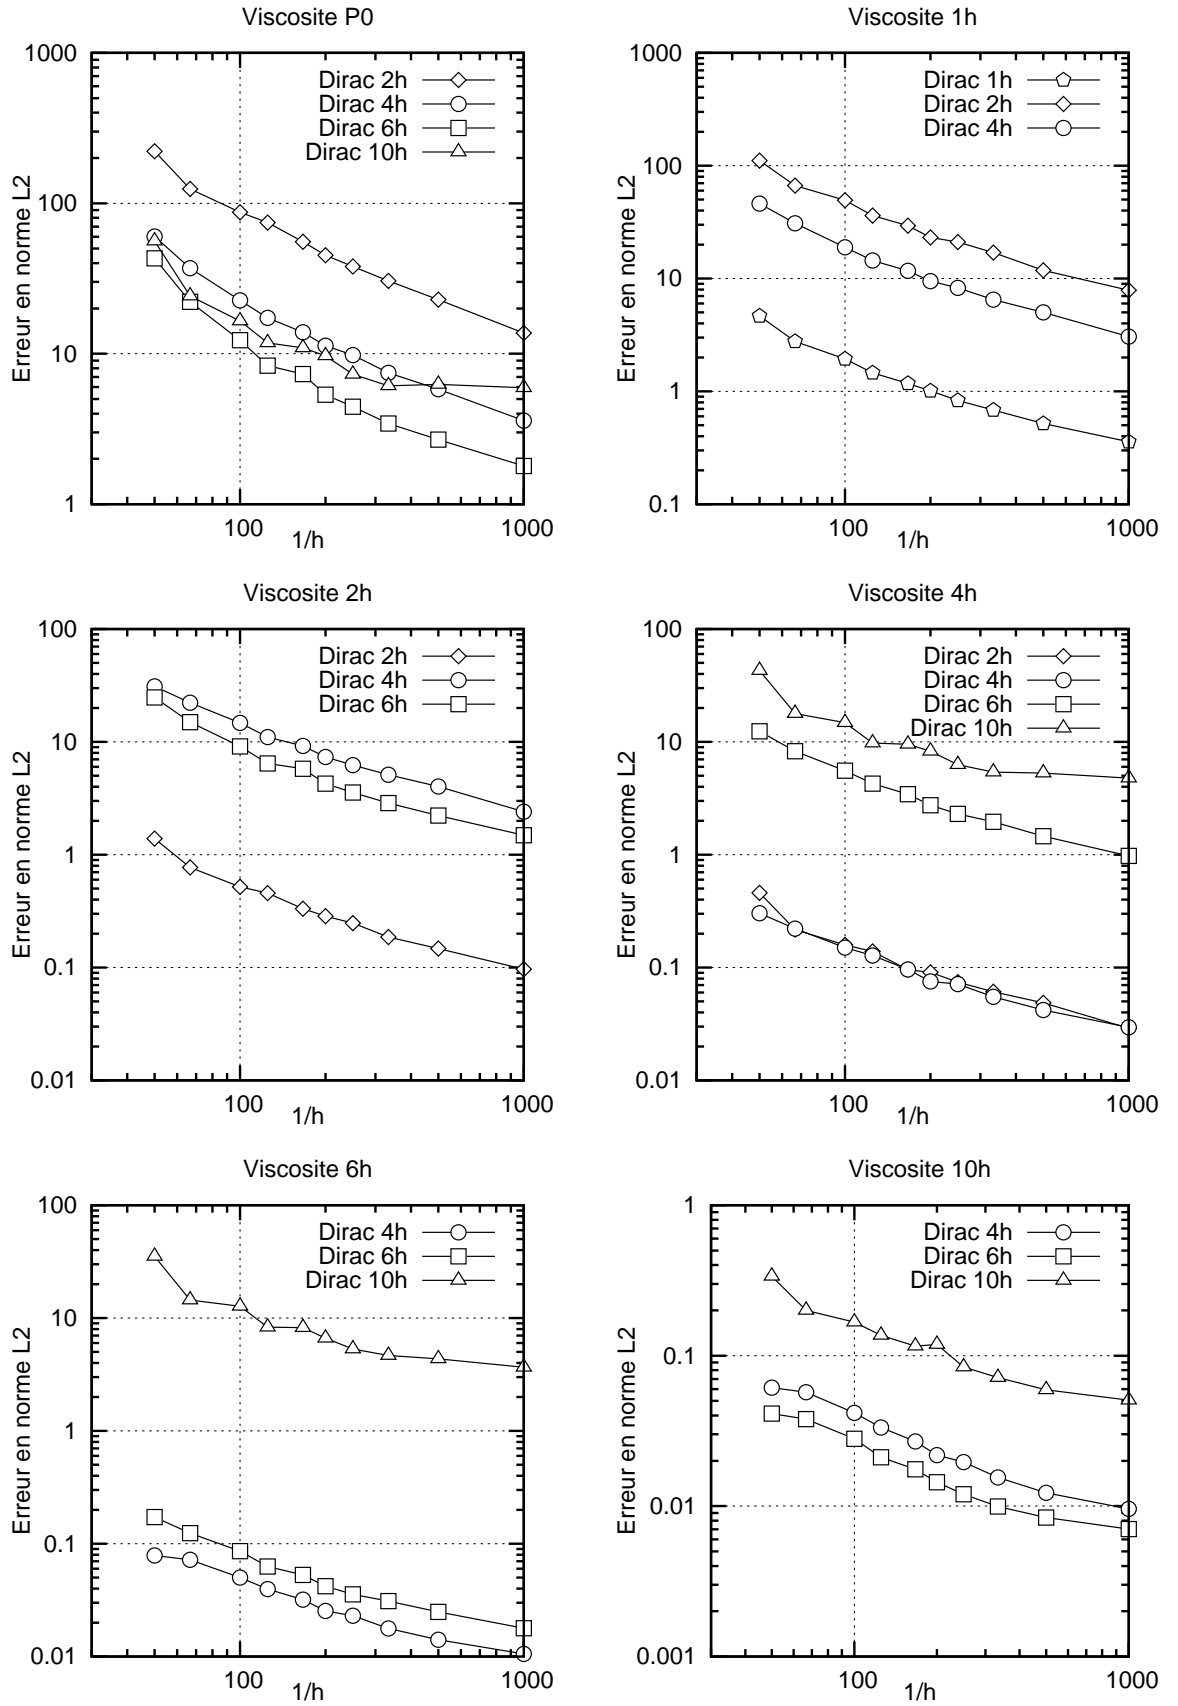 Viscosite P0
1000
100
10
1
Erreur en norme L2
Dirac 2h
Dirac 4h
Dirac 6h
Dirac 10h
100
1000
1/h
Viscosite 1h
1000
100
10
1
0.1
Erreur en norme L2
Dirac 1h
Dirac 2h
Dirac 4h
100
1000
1/h
Viscosite 2h
100
10
1
0.1
0.01
Erreur en norme L2
Dirac 2h
Dirac 4h
Dirac 6h
100
1000
1/h
Viscosite 4h
100
10
1
0.1
0.01
Erreur en norme L2
Dirac 2h
Dirac 4h
Dirac 6h
Dirac 10h
100
1000
1/h
Viscosite 6h
100
10
1
0.1
0.01
Erreur en norme L2
Dirac 4h
Dirac 6h
Dirac 10h
100
1000
1/h
Viscosite 10h
1
0.1
0.01
0.001
Erreur en norme L2
Dirac 4h
Dirac 6h
Dirac 10h
100
1000
1/h